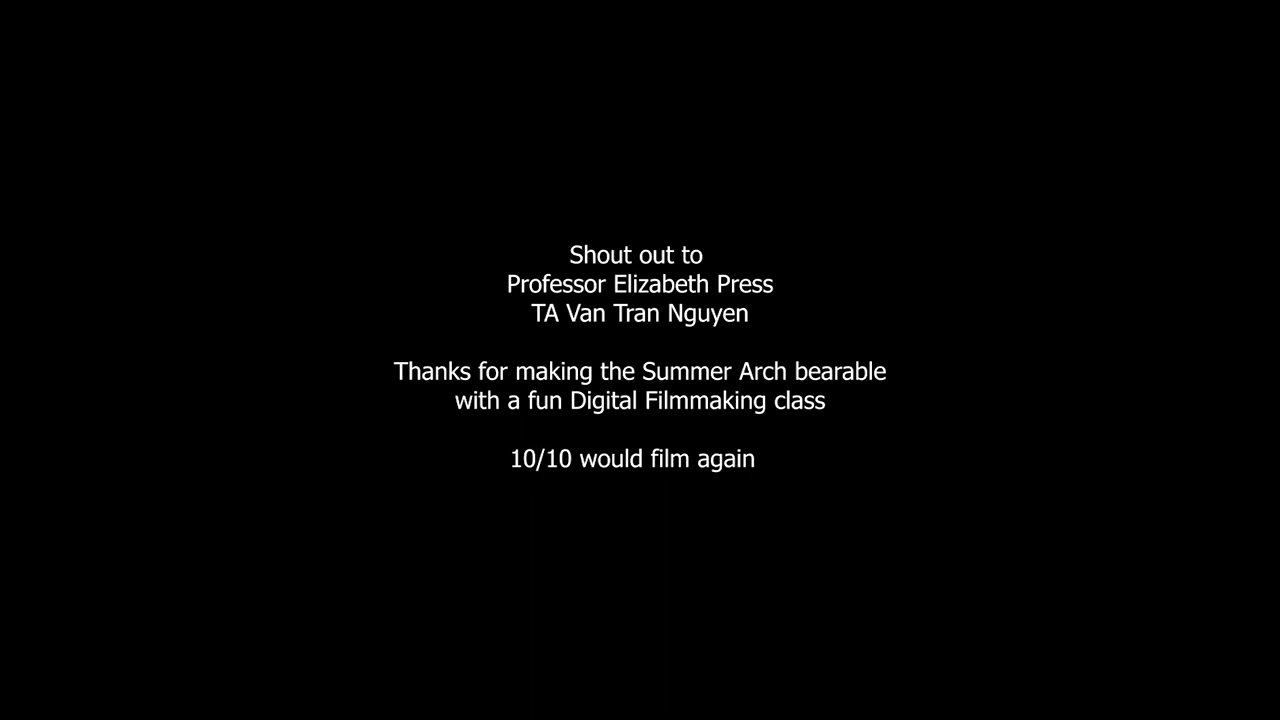 Shout out to
Professor Elizabeth Press
TA Van Tran Nguyen
Thanks for making the Summer Arch bearable
with a fun Digital Filmmaking class
10/10 would film again